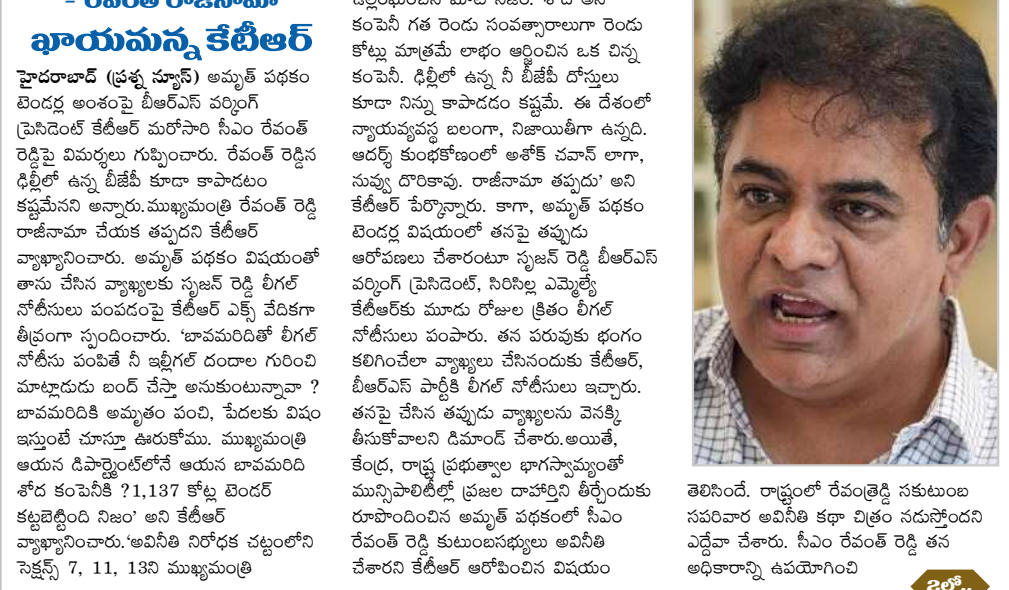 - రేవంత్ రాజీనామా
ఖాయమన్న కేటీఆర్
హైదరాబాద్ (ప్రశ్న న్యూస్) అమృత్ పథకం
టెండర్ల అంశంపై బీఆర్ఎస్ వర్కింగ్
ప్రెసిడెంట్ కేటీఆర్ మరోసారి సీఎం రేవంత్
రెడ్డిపై విమర్శలు గుప్పించారు. రేవంత్ రెడ్డిన
ఢిల్లీలో ఉన్న బీజేపీ కూడా కాపాడటం
కష్టమేనని అన్నారు.ముఖ్యమంత్రి రేవంత్ రెడ్డి
రాజీనామా చేయక తప్పదని కేటీఆర్
వ్యాఖ్యానించారు. అమృత్ పథకం విషయంతో
తాను చేసిన వ్యాఖ్యలకు సృజన్ రెడ్డి లీగల్
నోటీసులు పంపడంపై కేటీఆర్ ఎక్స్ వేదికగా
తీవ్రంగా స్పందించారు. 'బావమరిదితో లీగల్
నోటీసు పంపితే నీ ఇల్లీగల్ దందాల గురించి
మాట్లాడుడు బంద్ చేస్తా అనుకుంటున్నావా ?
బావమరిదికి అమృతం పంచి, పేదలకు విషం
ఇస్తుంటే చూస్తూ ఊరుకోము. ముఖ్యమంత్రి
ఆయన డిపార్ట్మెంట్‌లోనే ఆయన బావమరిది
శోద కంపెనీకి ?1,137 కోట్ల టెండర్
కట్టబెట్టింది నిజం' అని కేటీఆర్
వ్యాఖ్యానించారు.'అవినీతి నిరోధక చట్టంలోని
సెక్షన్స్ 7, 11, 13ని ముఖ్యమంత్రి
కంపెనీ గత రెండు సంవత్సారాలుగా రెండు
కోట్లు మాత్రమే లాభం ఆర్జించిన ఒక చిన్న
కంపెనీ. ఢిల్లీలో ఉన్న నీ బీజేపీ దోస్తులు
కూడా నిన్ను కాపాడడం కష్టమే. ఈ దేశంలో
న్యాయవ్యవస్థ బలంగా, నిజాయితీగా ఉన్నది.
ఆదర్శ్ కుంభకోణంలో అశోక్ చవాన్ లాగా,
నువ్వు దొరికావు. రాజీనామా తప్పదు' అని
కేటీఆర్ పేర్కొన్నారు. కాగా, అమృత్ పథకం
టెండర్ల విషయంలో తనపై తప్పుడు
ఆరోపణలు చేశారంటూ సృజన్ రెడ్డి బీఆర్ఎస్
వర్కింగ్ ప్రెసిడెంట్, సిరిసిల్ల ఎమ్మెల్యే
కేటీఆర్‌కు మూడు రోజుల క్రితం లీగల్
నోటీసులు పంపారు. తన పరువుకు భంగం
కలిగించేలా వ్యాఖ్యలు చేసినందుకు కేటీఆర్,
బీఆర్ఎస్ పార్టీకి లీగల్ నోటీసులు ఇచ్చారు.
తనపై చేసిన తప్పుడు వ్యాఖ్యలను వెనక్కి
తీసుకోవాలని డిమాండ్ చేశారు.అయితే,
కేంద్ర, రాష్ట్ర ప్రభుత్వాల భాగస్వామ్యంతో
మున్సిపాలిటీల్లో ప్రజల దాహార్తిని తీర్చేందుకు
రూపొందించిన అమృత్ పథకంలో సీఎం
రేవంత్ రెడ్డి కుటుంబసభ్యులు అవినీతి
చేశారని కేటీఆర్ ఆరోపించిన విషయం
తెలిసిందే. రాష్ట్రంలో రేవంత్రెడ్డి సకుటుంబ
సపరివార అవినీతి కథా చిత్రం నడుస్తోందని
ఎద్దేవా చేశారు. సీఎం రేవంత్ రెడ్డి తన
అధికారాన్ని ఉపయోగించి